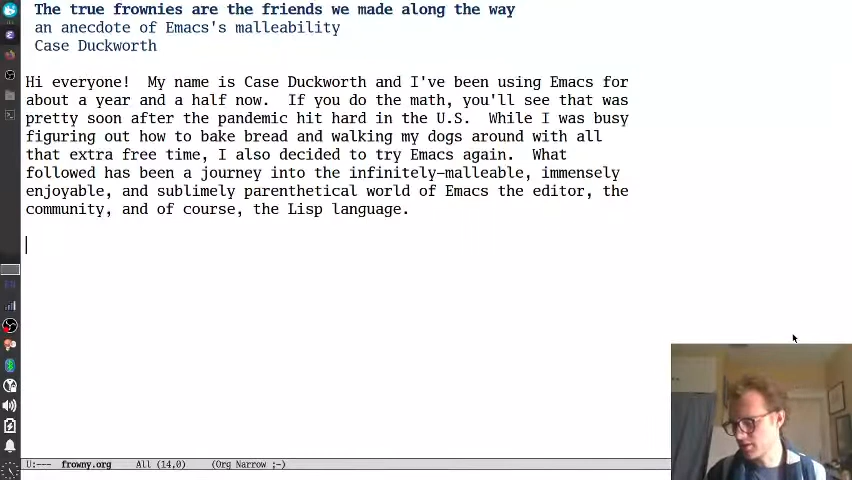 The true frownies are the friends we made along the way
an anecdote of Emacs's malleability
Case Duckworth
Hi everyone!  My name is Case Duckworth and I've been using Emacs for
about a year and a half now.  If you do the math, you'll see that was
pretty soon after the pandemic hit hard in the U.S.  While I was busy
figuring out how to bake bread and walking my dogs around with all
that extra free time, I also decided to try Emacs again.  What
followed has been a journey into the infinitely-malleable, immensely
enjoyable, and sublimely parenthetical world of Emacs the editor, the
community, and of course, the Lisp language.
U:---  frowny.org     All (14,0)     (Org Narrow ;-)